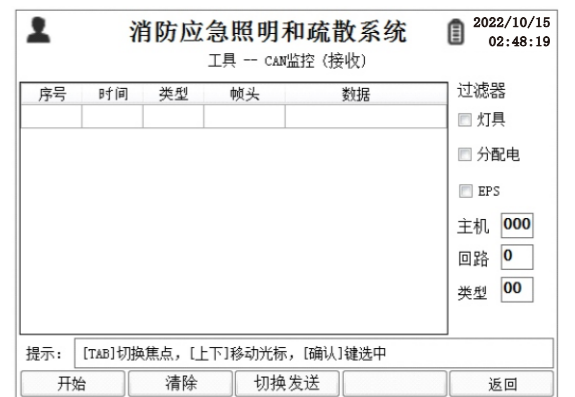 消防应急照明和疏散系统
2022/10/15
02:48:19
工具 -- CAN监控（接收）
序号 时间 类型 帧头 数据
过滤器
灯具
分配电
EPS
主机 000
回路 0
类型 00
提示： [TAB]切换焦点，[上下]移动光标，[确认]键选中
开始 清除 切换发送 返回